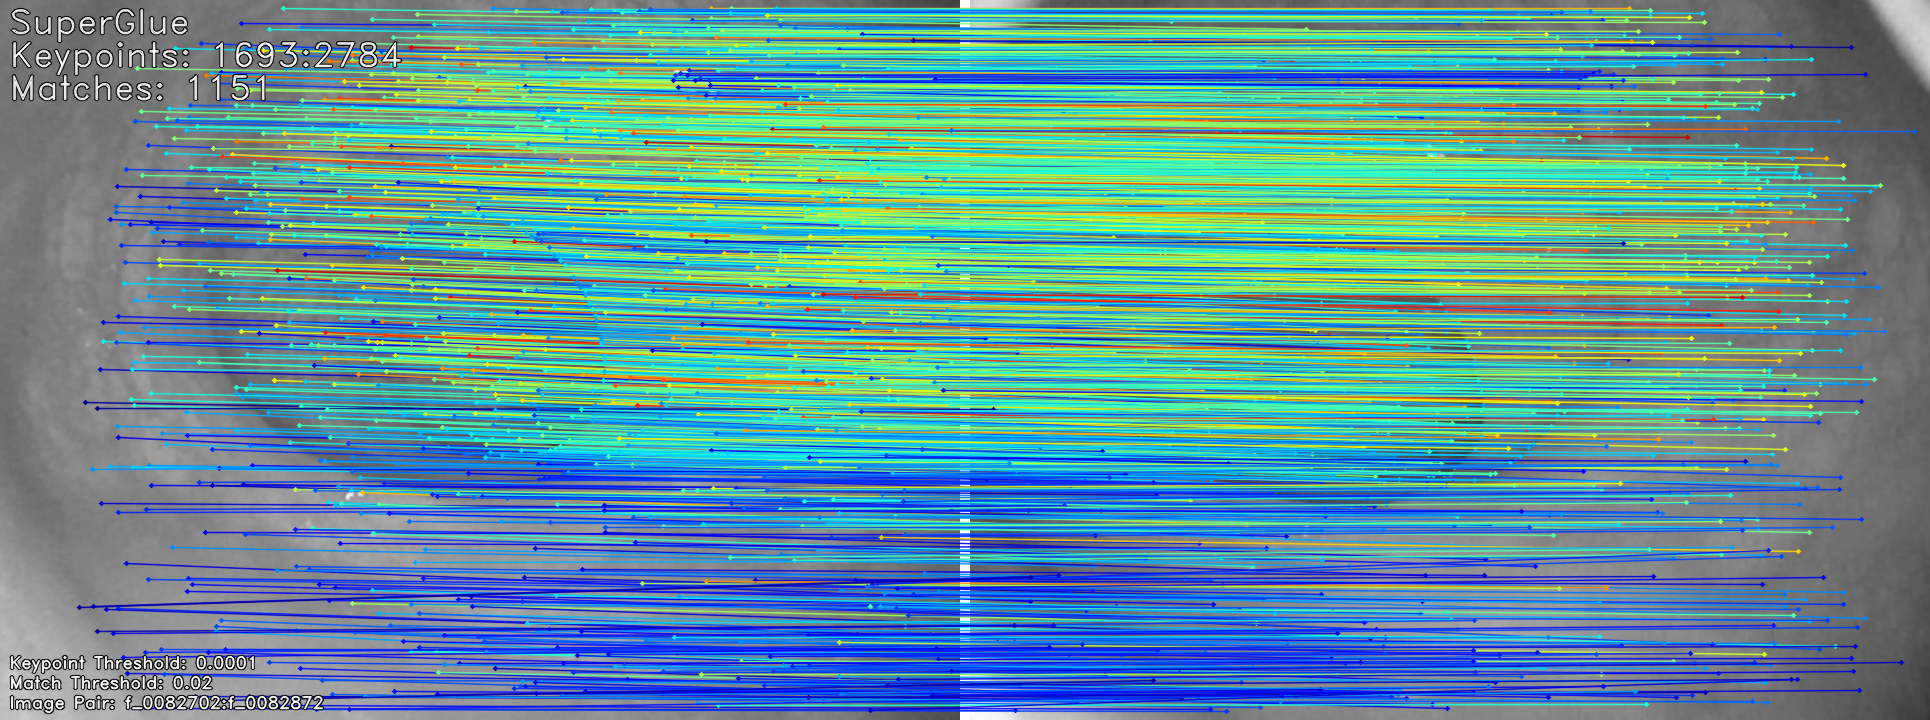 SuperGlue
Keypoints: 1693:2784
Matches: 1151
Keypoint Threshold: 0.0001
Match Threshold: 0.02
Image Pair: f_0082702:f_0082872